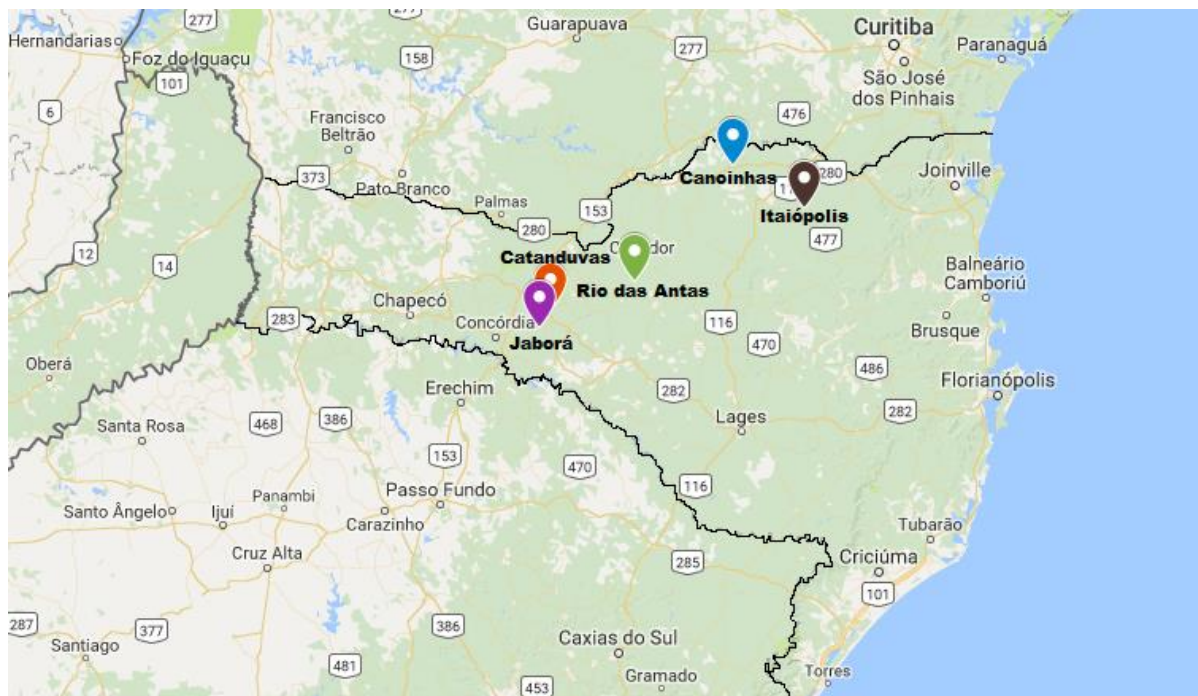 277
277
Guarapuava
Curitiba
Hernandarias
Foz do Iguaçu
158
277
Paranaguá
São José
dos Pinhais
101
6
Francisco
Beltrão
476
373
Pato Branco
Canoinhas
280
Joinville
Palmas
153
Itaiópolis
280
477
12
14
Catanduvas
Rio das Antas
Balneário
Camboriú
283
Chapecó
Concórdia
Jaborá
116
470
Brusque
Oberá
Erechim
282
486
Florianópolis
Santa Rosa
468
386
Lages
282
153
470
Panambi
Passo Fundo
116
Santo Ângelo
Ijuí
Carazinho
Tubarão
Cruz Alta
285
Criciúma
101
287
377
386
Caxias do Sul
Santiago
481
Gramado
Torres
453